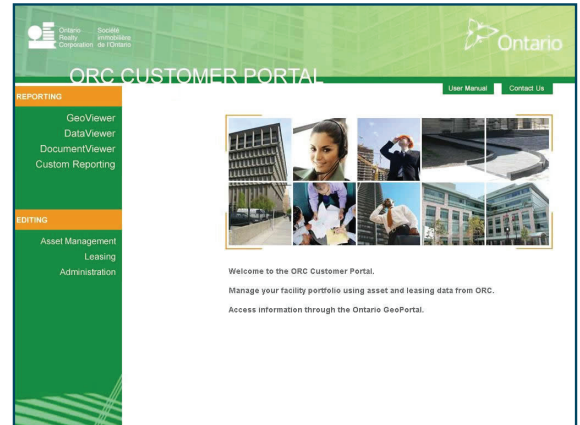 Ontario Société
Realty immobilière
Corporation de l'Ontario
Ontario
ORC CUSTOMER PORTAL
User Manual Contact Us
REPORTING
GeoViewer
DataViewer
DocumentViewer
Custom Reporting
EDITING
Asset Management
Leasing
Administration
Welcome to the ORC Customer Portal.
Manage your facility portfolio using asset and leasing data from ORC.
Access information through the Ontario GeoPortal.